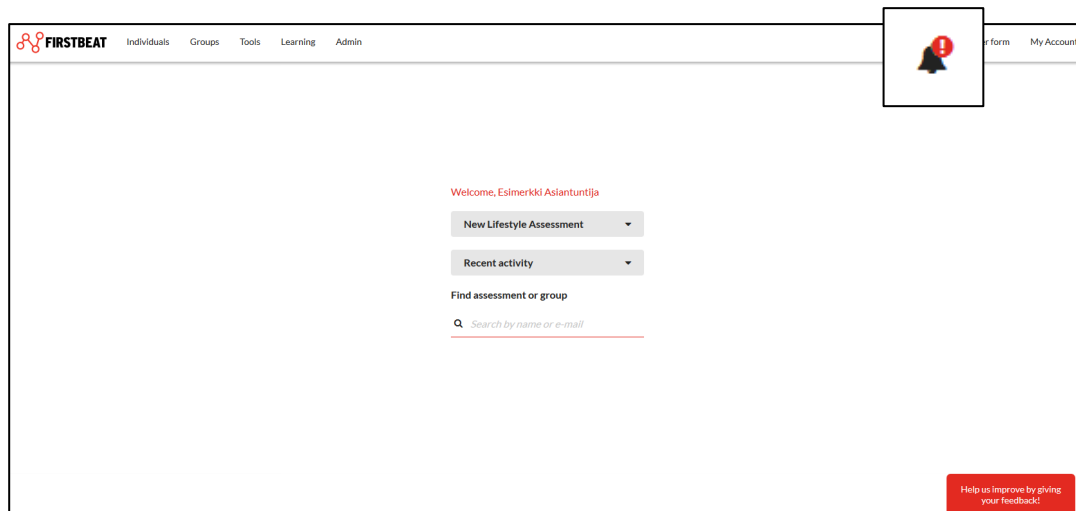 FIRSTBEAT Individuals Groups Tools Learning Admin form My Account
Welcome, Esimerkki Asiantuntija
New Lifestyle Assessment
Recent activity
Find assessment or group
Search by name or e-mail
Help us improve by giving
your feedback!